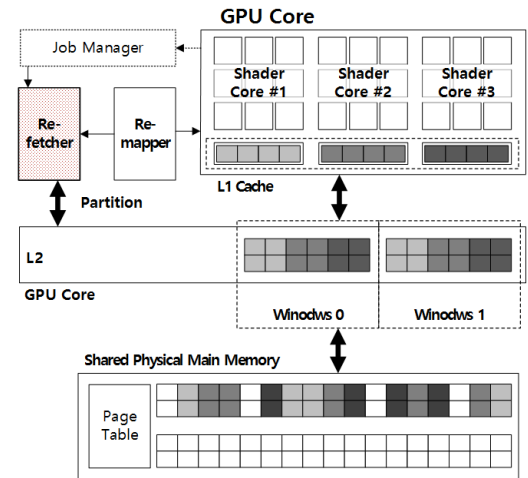 GPU Core
Job Manager
Shader
Core #1
Shader
Core #2
Shader
Core #3
Re-
fetcher
Re-
mapper
L1 Cache
Partition
L2
GPU Core
Winodws 0
Winodws 1
Shared Physical Main Memory
Page
Table